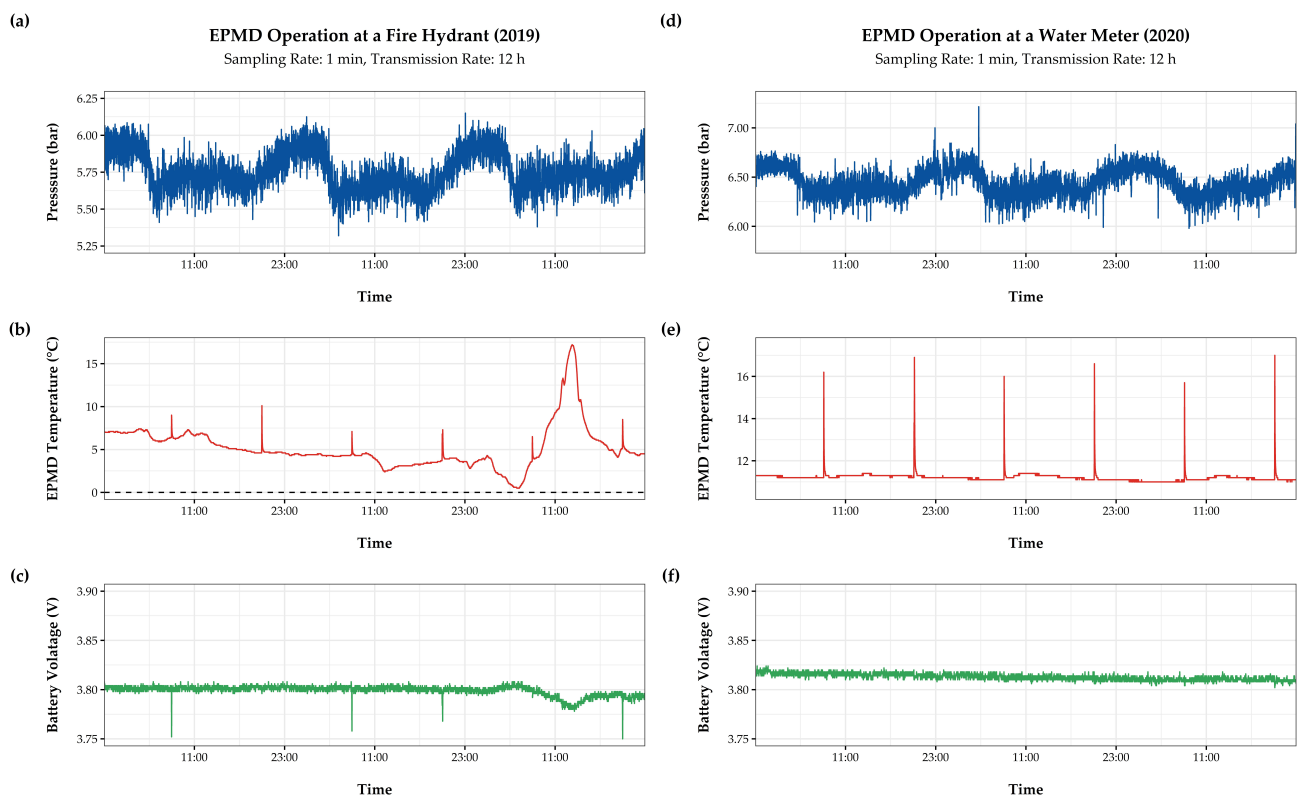 (a)
EPMD Operation at a Fire Hydrant (2019)
Sampling Rate: 1 min, Transmission Rate: 12 h
Presssure (bar)
6.25
6.00
5.75
5.50
5.25
11:00 23:00 11:00 23:00 11:00
Time
(b)
EPMD Temperature (°C)
15
10
5
0
11:00 23:00 11:00 23:00 11:00
Time
(c)
Battery Volatage (V)
3.90
3.85
3.80
3.75
11:00 23:00 11:00 23:00 11:00
Time
(d)
EPMD Operation at a Water Meter (2020)
Sampling Rate: 1 min, Transmission Rate: 12 h
Presssure (bar)
7.00
6.50
6.00
11:00 23:00 11:00 23:00 11:00
Time
(e)
EPMD Temperature (°C)
16
14
12
11:00 23:00 11:00 23:00 11:00
Time
(f)
Battery Volatage (V)
3.90
3.85
3.80
3.75
11:00 23:00 11:00 23:00 11:00
Time